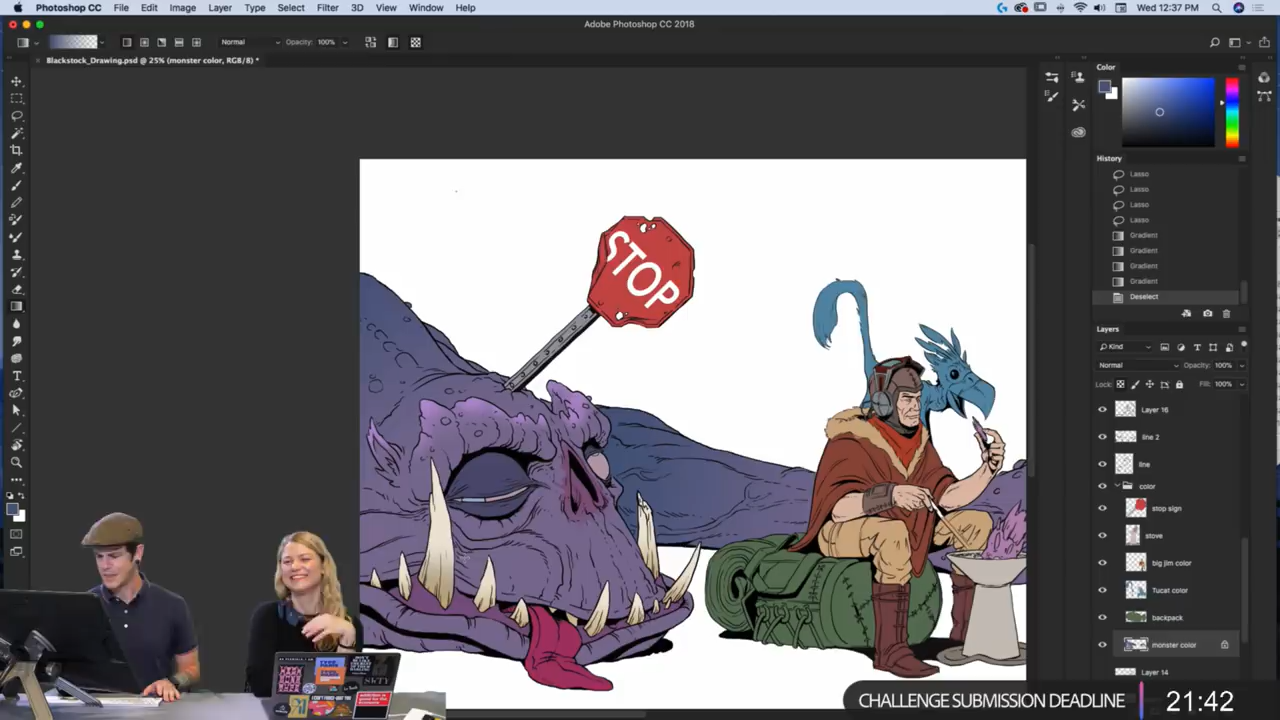 Photoshop CC File Edit Image Layer Type Select Filter 3D View Window Help
Wed 12:37 PM
Adobe Photoshop CC 2018
Normal Opacity: 100%
Blackstock_Drawing.psd @ 25% (monster color, RGB/8) *
Color
History
Lasso
Lasso
Lasso
Lasso
Gradient
Gradient
Gradient
Gradient
Deselect
Layers
Kind
Normal Opacity: 100%
Lock: Fill: 100%
Layer 16
line 2
line
color
stop sign
stove
big jim color
Tucat color
backpack
monster color
Layer 14
STOP
CHALLENGE SUBMISSION DEADLINE
21:42